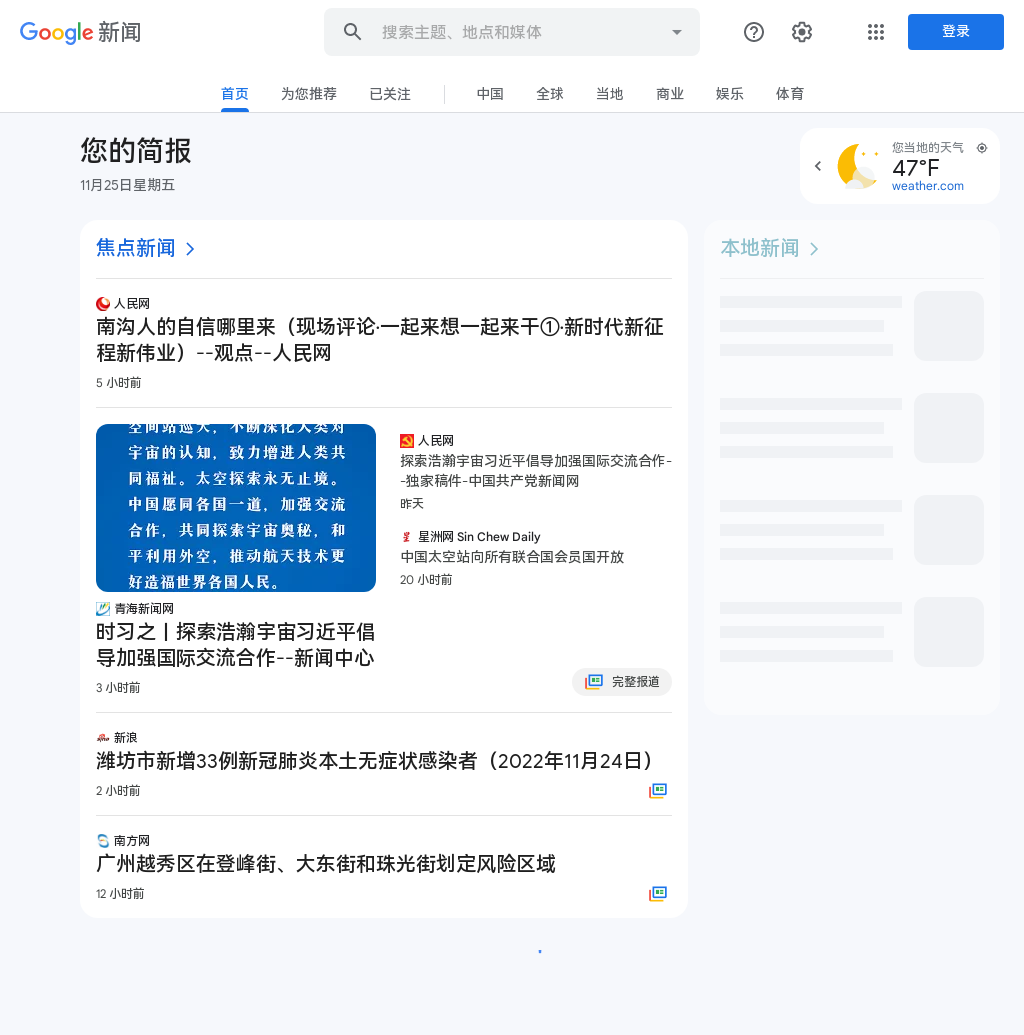 Google 新闻
搜索主题、地点和媒体
登录
首页
为您推荐
已关注
中国
全球
当地
商业
娱乐
体育
您的简报
11月25日星期五
您当地的天气
47°F
weather.com
焦点新闻
本地新闻
人民网
南沟人的自信哪里来（现场评论·一起来想一起来干①·新时代新征
程新伟业）--观点--人民网
5 小时前
空间站巡天，不断深化人类对
宇宙的认知，致力增进人类共
同福祉。太空探索永无止境。
中国愿同各国一道，加强交流
合作，共同探索宇宙奥秘，和
平利用外空，推动航天技术更
好造福世界各国人民。
青海新闻网
时习之丨探索浩瀚宇宙习近平倡
导加强国际交流合作--新闻中心
3 小时前
人民网
探索浩瀚宇宙习近平倡导加强国际交流合作-
-独家稿件-中国共产党新闻网
昨天
星洲网 Sin Chew Daily
中国太空站向所有联合国会员国开放
20 小时前
完整报道
新浪
潍坊市新增33例新冠肺炎本土无症状感染者（2022年11月24日）
2 小时前
南方网
广州越秀区在登峰街、大东街和珠光街划定风险区域
12 小时前